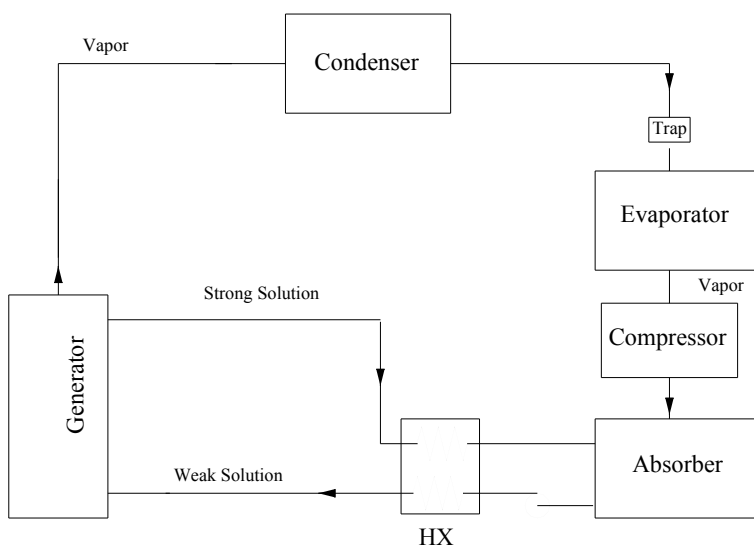 Vapor
Condenser
Trap
Evaporator
Vapor
Strong Solution
Compressor
Generator
Weak Solution
Absorber
HX